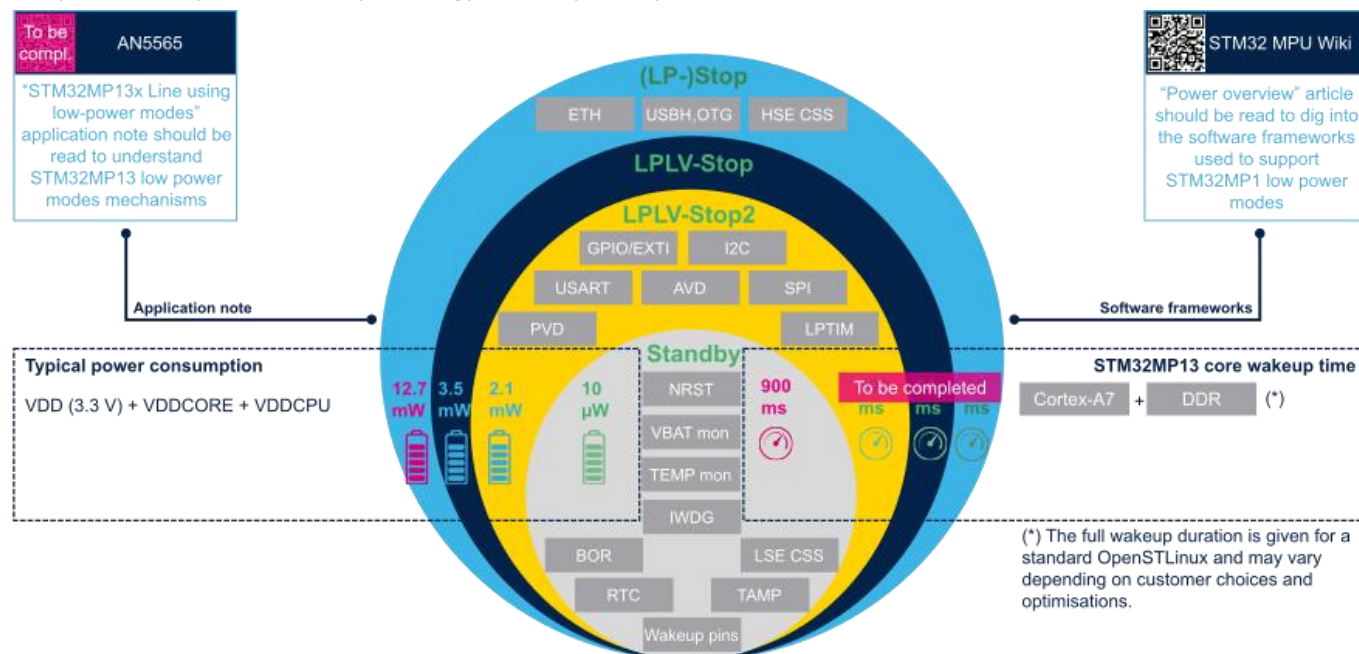 To be
compl.
AN5565
"STM32MP13x Line using
low-power modes"
application note should be
read to understand
STM32MP13 low power
modes mechanisms
Application note
STM32 MPU Wiki
"Power overview" article
should be read to dig into
the software frameworks
used to support
STM32MP1 low power
modes
Software frameworks
(LP-)Stop
ETH
USBH,OTG
HSE CSS
LPLV-Stop
LPLV-Stop2
GPIO/EXTI
I2C
USART
AVD
SPI
PVD
LPTIM
Standby
NRST
VBAT mon
TEMP mon
IWDG
BOR
LSE CSS
RTC
TAMP
Wakeup pins
Typical power consumption
VDD (3.3 V) + VDDCORE + VDDCPU
12.7
mW
3.5
mW
2.1
mW
10
µW
900
ms
To be completed
ms
ms
ms
STM32MP13 core wakeup time
Cortex-A7 + DDR (*)
(*) The full wakeup duration is given for a
standard OpenSTLinux and may vary
depending on customer choices and
optimisations.